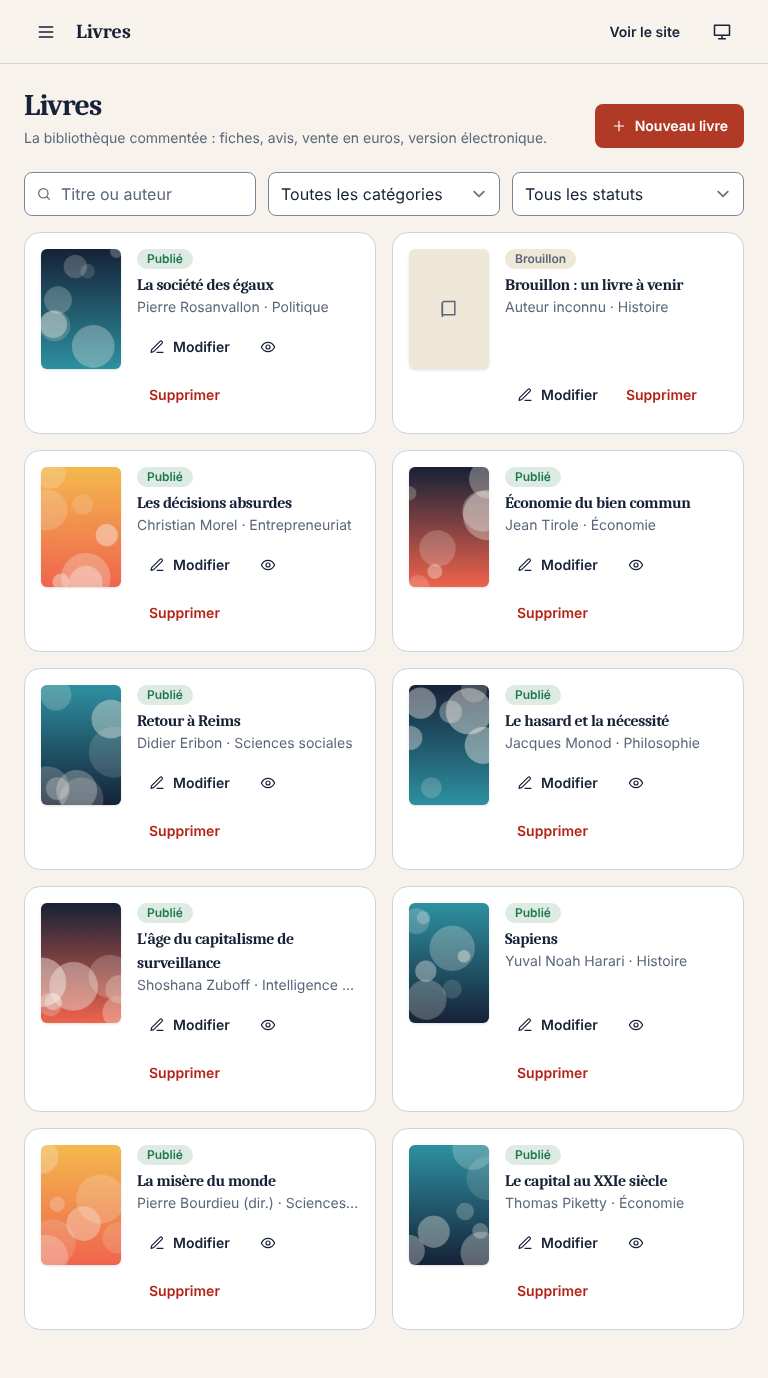 Livres
Voir le site
Livres
La bibliothèque commentée : fiches, avis, vente en euros, version électronique.
Nouveau livre
Titre ou auteur
Toutes les catégories
Tous les statuts
Publié
La société des égaux
Pierre Rosanvallon · Politique
Modifier
Supprimer
Brouillon
Brouillon : un livre à venir
Auteur inconnu · Histoire
Modifier
Supprimer
Publié
Les décisions absurdes
Christian Morel · Entrepreneuriat
Modifier
Supprimer
Publié
Économie du bien commun
Jean Tirole · Économie
Modifier
Supprimer
Publié
Retour à Reims
Didier Eribon · Sciences sociales
Modifier
Supprimer
Publié
Le hasard et la nécessité
Jacques Monod · Philosophie
Modifier
Supprimer
Publié
L'âge du capitalisme de
surveillance
Shoshana Zuboff · Intelligence ...
Modifier
Supprimer
Publié
Sapiens
Yuval Noah Harari · Histoire
Modifier
Supprimer
Publié
La misère du monde
Pierre Bourdieu (dir.) · Sciences...
Modifier
Supprimer
Publié
Le capital au XXIe siècle
Thomas Piketty · Économie
Modifier
Supprimer